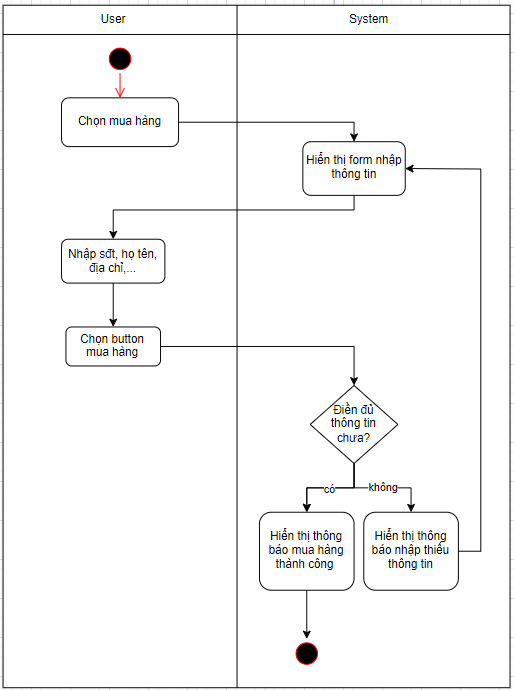 User
System
Chọn mua hàng
Hiển thị form nhập
thông tin
Nhập sđt, họ tên,
địa chỉ,...
Chọn button
mua hàng
Điền đủ
thông tin
chưa?
có
không
Hiển thị thông
báo mua hàng
thành công
Hiển thị thông
báo nhập thiếu
thông tin